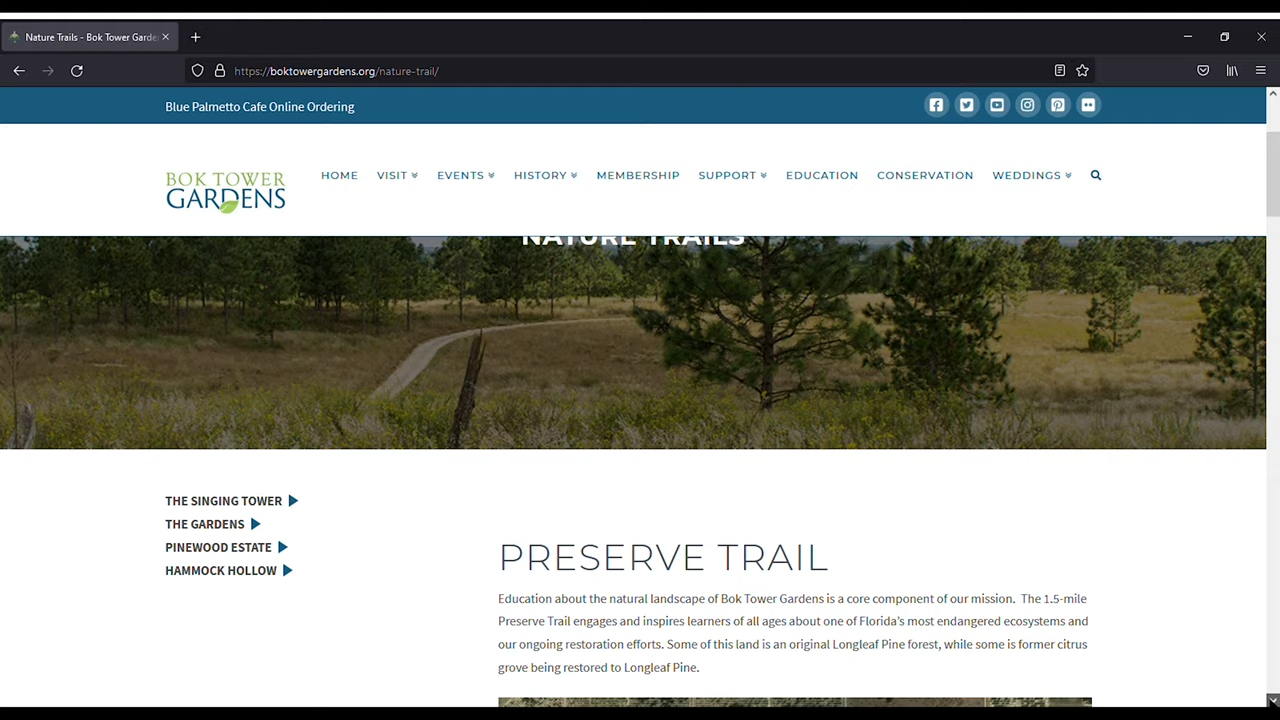 Nature Trails - Bok Tower Garde
https://boktowergardens.org/nature-trail/
Blue Palmetto Cafe Online Ordering
BOK TOWER
GARDENS
HOME VISIT EVENTS HISTORY MEMBERSHIP SUPPORT EDUCATION CONSERVATION WEDDINGS
NATURE TRAILS
THE SINGING TOWER
THE GARDENS
PINEWOOD ESTATE
HAMMOCK HOLLOW
PRESERVE TRAIL
Education about the natural landscape of Bok Tower Gardens is a core component of our mission. The 1.5-mile
Preserve Trail engages and inspires learners of all ages about one of Florida’s most endangered ecosystems and
our ongoing restoration efforts. Some of this land is an original Longleaf Pine forest, while some is former citrus
grove being restored to Longleaf Pine.